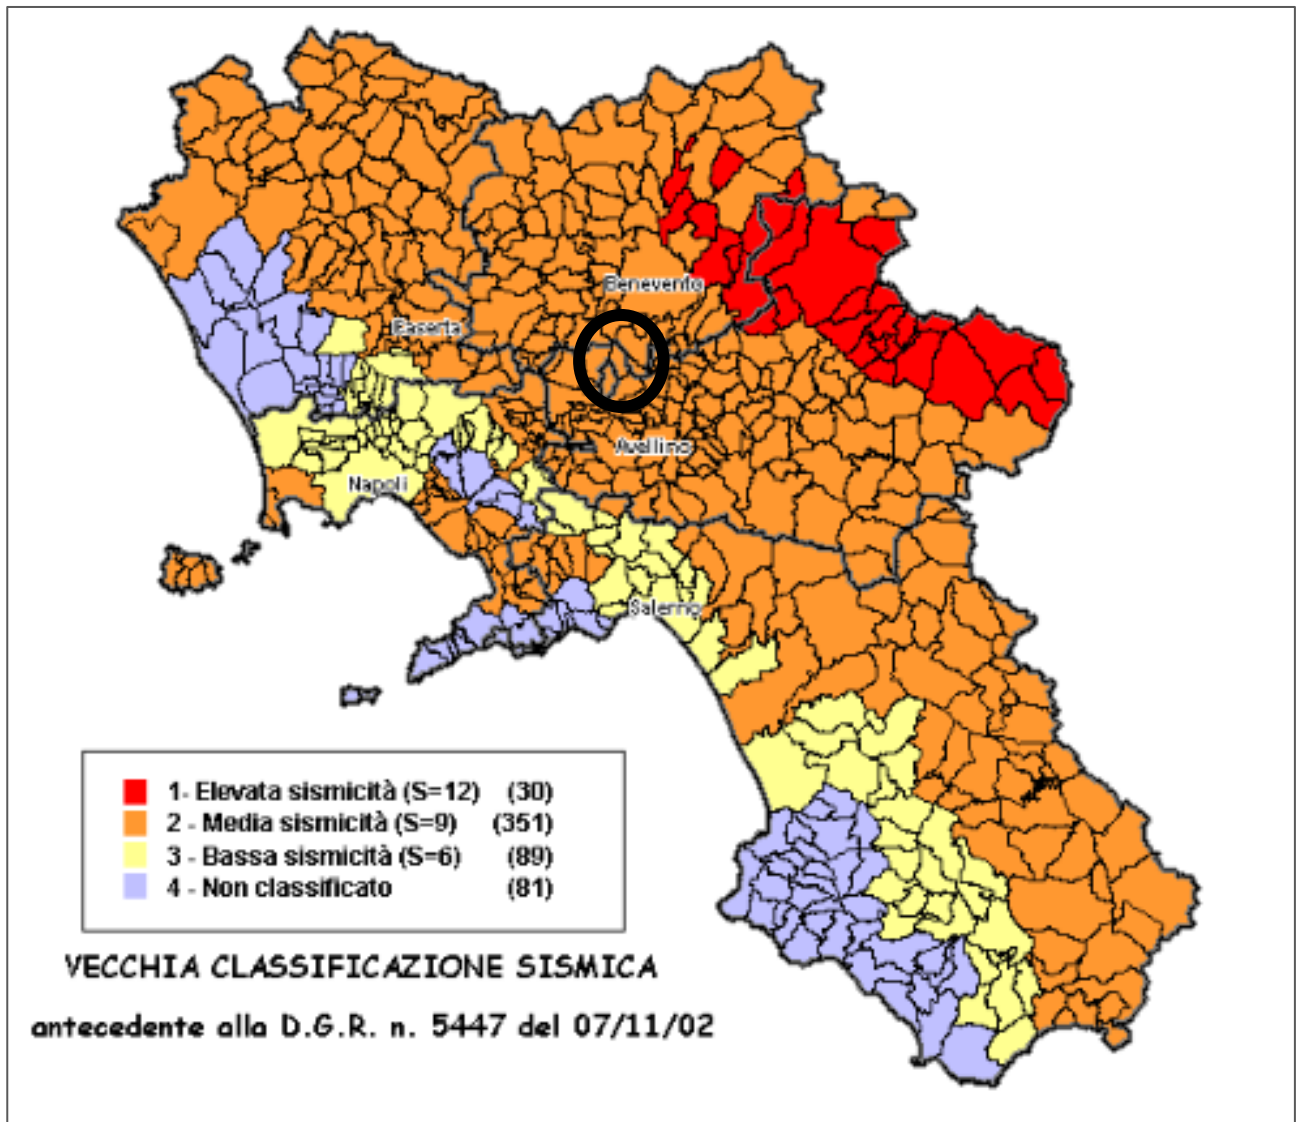 Benevento
Caserta
Avellino
Napoli
Salerno
1- Elevata sismicità (S=12) (30)
2 - Media sismicità (S=9) (351)
3 - Bassa sismicità (S=6) (89)
4 - Non classificato (81)
VECCHIA CLASSIFICAZIONE SISMICA
antecedente alla D.G.R. n. 5447 del 07/11/02